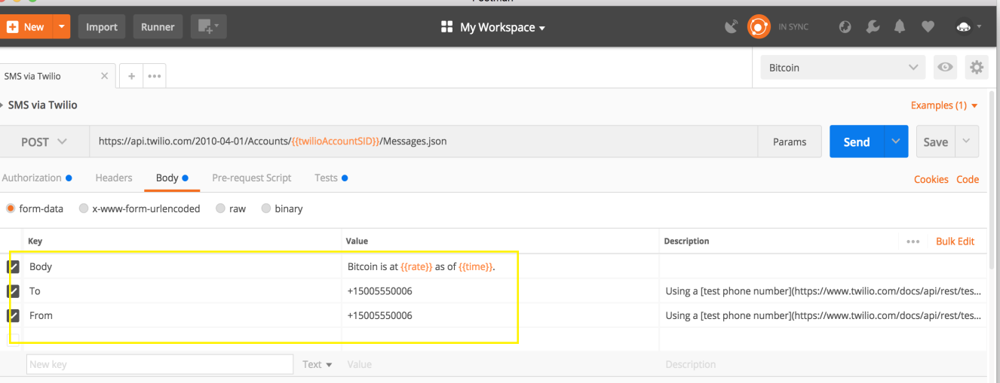 Postman
New Import Runner My Workspace IN SYNC
SMS via Twilio Bitcoin
SMS via Twilio Examples (1)
POST https://api.twilio.com/2010-04-01/Accounts/{{twilioAccountSID}}/Messages.json Params Send Save
Authorization Headers Body Pre-request Script Tests Cookies Code
form-data x-www-form-urlencoded raw binary
Key Value Description Bulk Edit
Body Bitcoin is at {{rate}} as of {{time}}.
To +15005550006 Using a [test phone number](https://www.twilio.com/docs/api/rest/tes...
From +15005550006 Using a [test phone number](https://www.twilio.com/docs/api/rest/tes...
New key Text Value Description